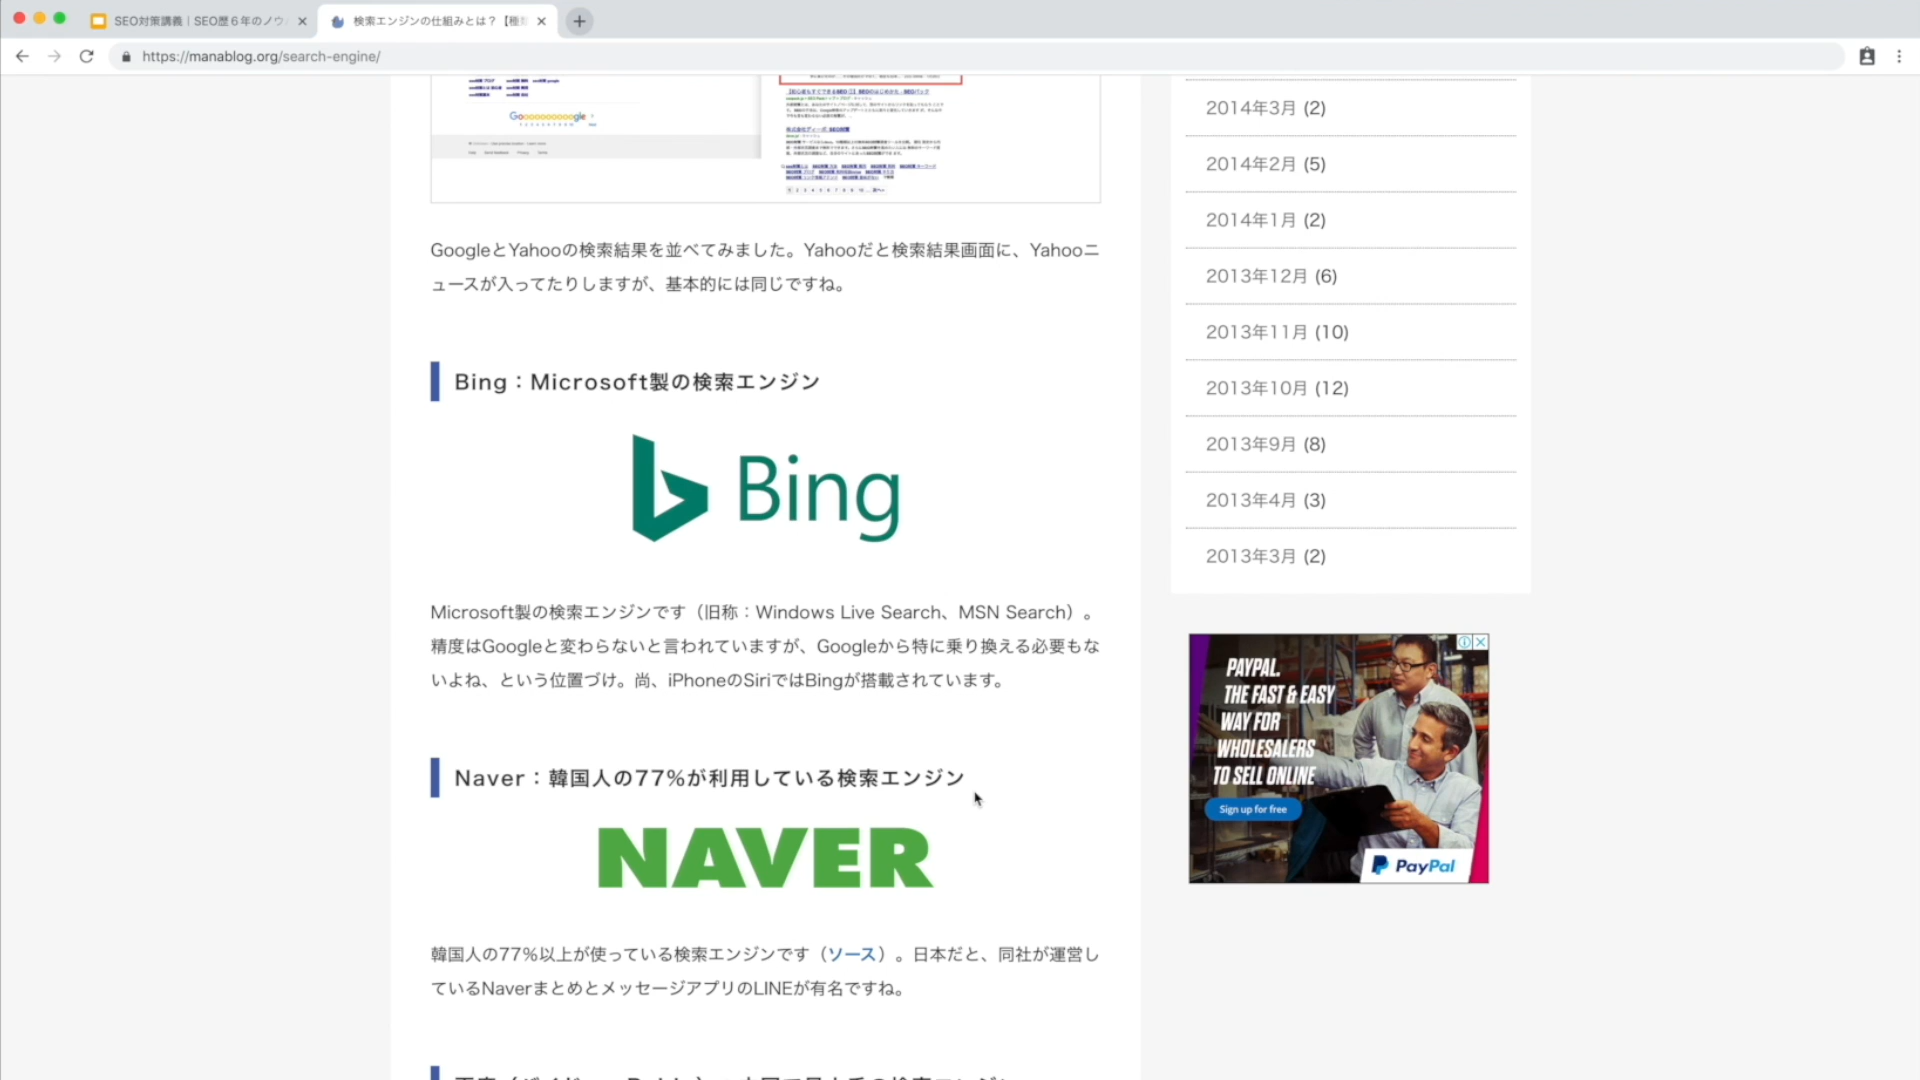 SEO対策講義｜SEO歴６年のノウ
検索エンジンの仕組みとは？【種
https://manablog.org/search-engine/
Goooooooooogle
GoogleとYahooの検索結果を並べてみました。Yahooだと検索結果画面に、Yahooニ
ュースが入ってたりしますが、基本的には同じですね。
Bing：Microsoft製の検索エンジン
Bing
Microsoft製の検索エンジンです（旧称：Windows Live Search、MSN Search）。
精度はGoogleと変わらないと言われていますが、Googleから特に乗り換える必要もな
いよね、という位置づけ。尚、iPhoneのSiriではBingが搭載されています。
Naver：韓国人の77%が利用している検索エンジン
NAVER
韓国人の77%以上が使っている検索エンジンです（ソース）。日本だと、同社が運営し
ているNaverまとめとメッセージアプリのLINEが有名ですね。
2014年3月 (2)
2014年2月 (5)
2014年1月 (2)
2013年12月 (6)
2013年11月 (10)
2013年10月 (12)
2013年9月 (8)
2013年4月 (3)
2013年3月 (2)
PAYPAL.
THE FAST & EASY
WAY FOR
WHOLESALERS
TO SELL ONLINE
Sign up for free
PayPal